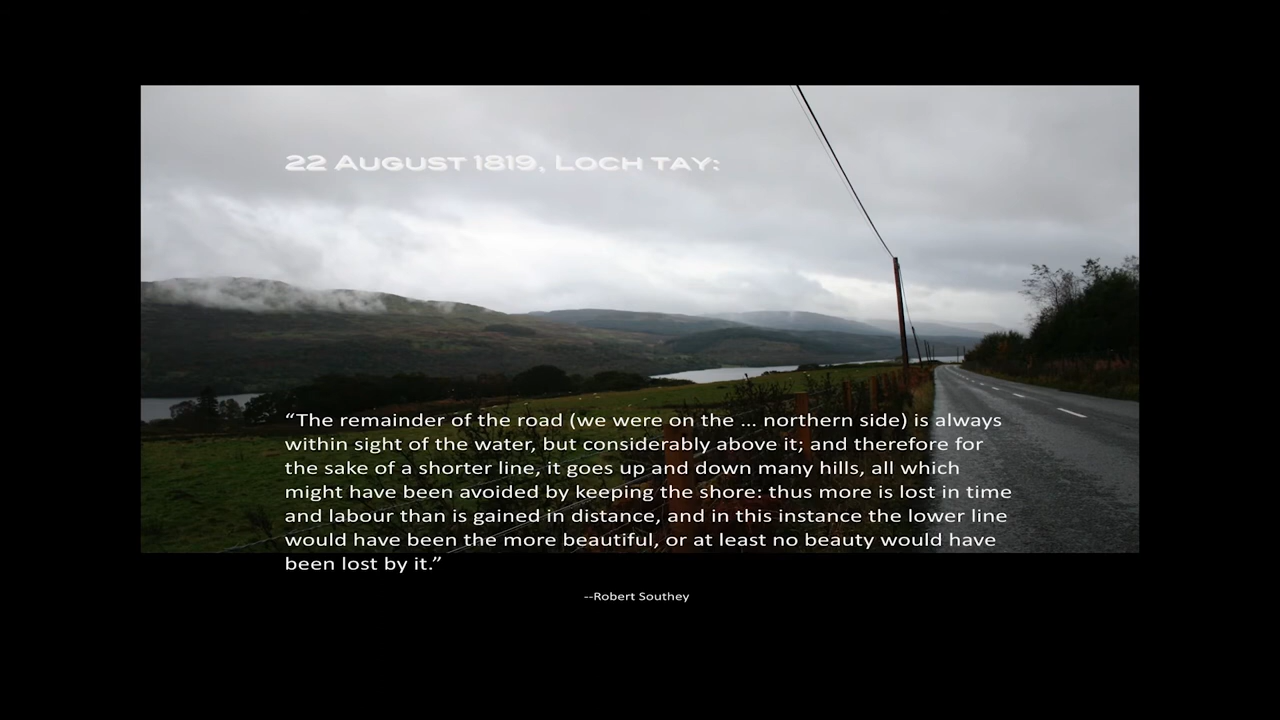 22 August 1819, Loch Tay:
“The remainder of the road (we were on the ... northern side) is always
within sight of the water, but considerably above it; and therefore for
the sake of a shorter line, it goes up and down many hills, all which
might have been avoided by keeping the shore: thus more is lost in time
and labour than is gained in distance, and in this instance the lower line
would have been the more beautiful, or at least no beauty would have
been lost by it.”
--Robert Southey